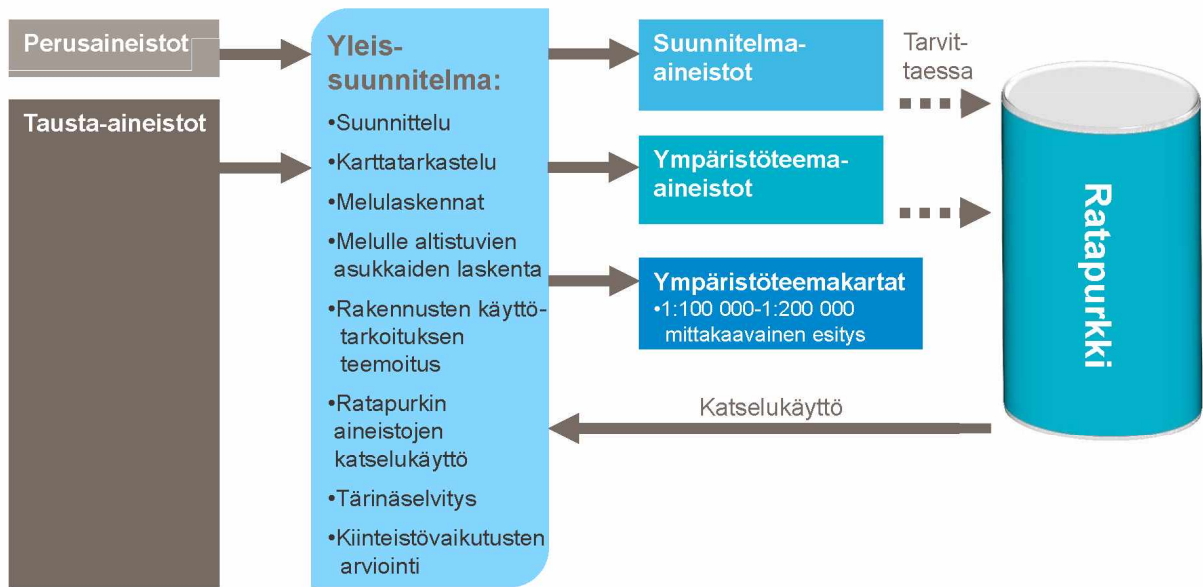 Perusaineistot
Tausta-aineistot
Yleis-
suunnitelma:
•Suunnittelu
•Karttatarkastelu
•Melulaskennat
•Melulle altistuvien
asukkaiden laskenta
•Rakennusten käyttö-
tarkoituksen
teemoitus
•Ratapurkin
aineistojen
katselukäyttö
•Tärinäselvitys
•Kiinteistövaikutusten
arviointi
Suunnitelma-
aineistot
Ympäristöteema-
aineistot
Ympäristöteemakartat
•1:100 000-1:200 000
mittakaavainen esitys
Tarvit-
taessa
Katselukäyttö
Ratapurkki